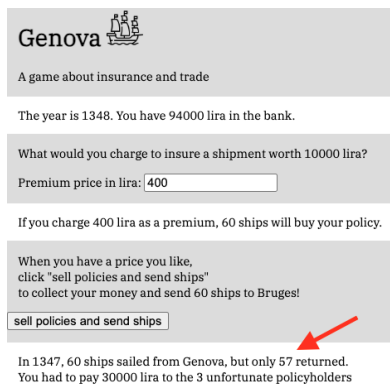 Genova
A game about insurance and trade
The year is 1348. You have 94000 lira in the bank.
What would you charge to insure a shipment worth 10000 lira?
Premium price in lira: 400
If you charge 400 lira as a premium, 60 ships will buy your policy.
When you have a price you like,
click "sell policies and send ships"
to collect your money and send 60 ships to Bruges!
sell policies and send ships
In 1347, 60 ships sailed from Genova, but only 57 returned.
You had to pay 30000 lira to the 3 unfortunate policyholders